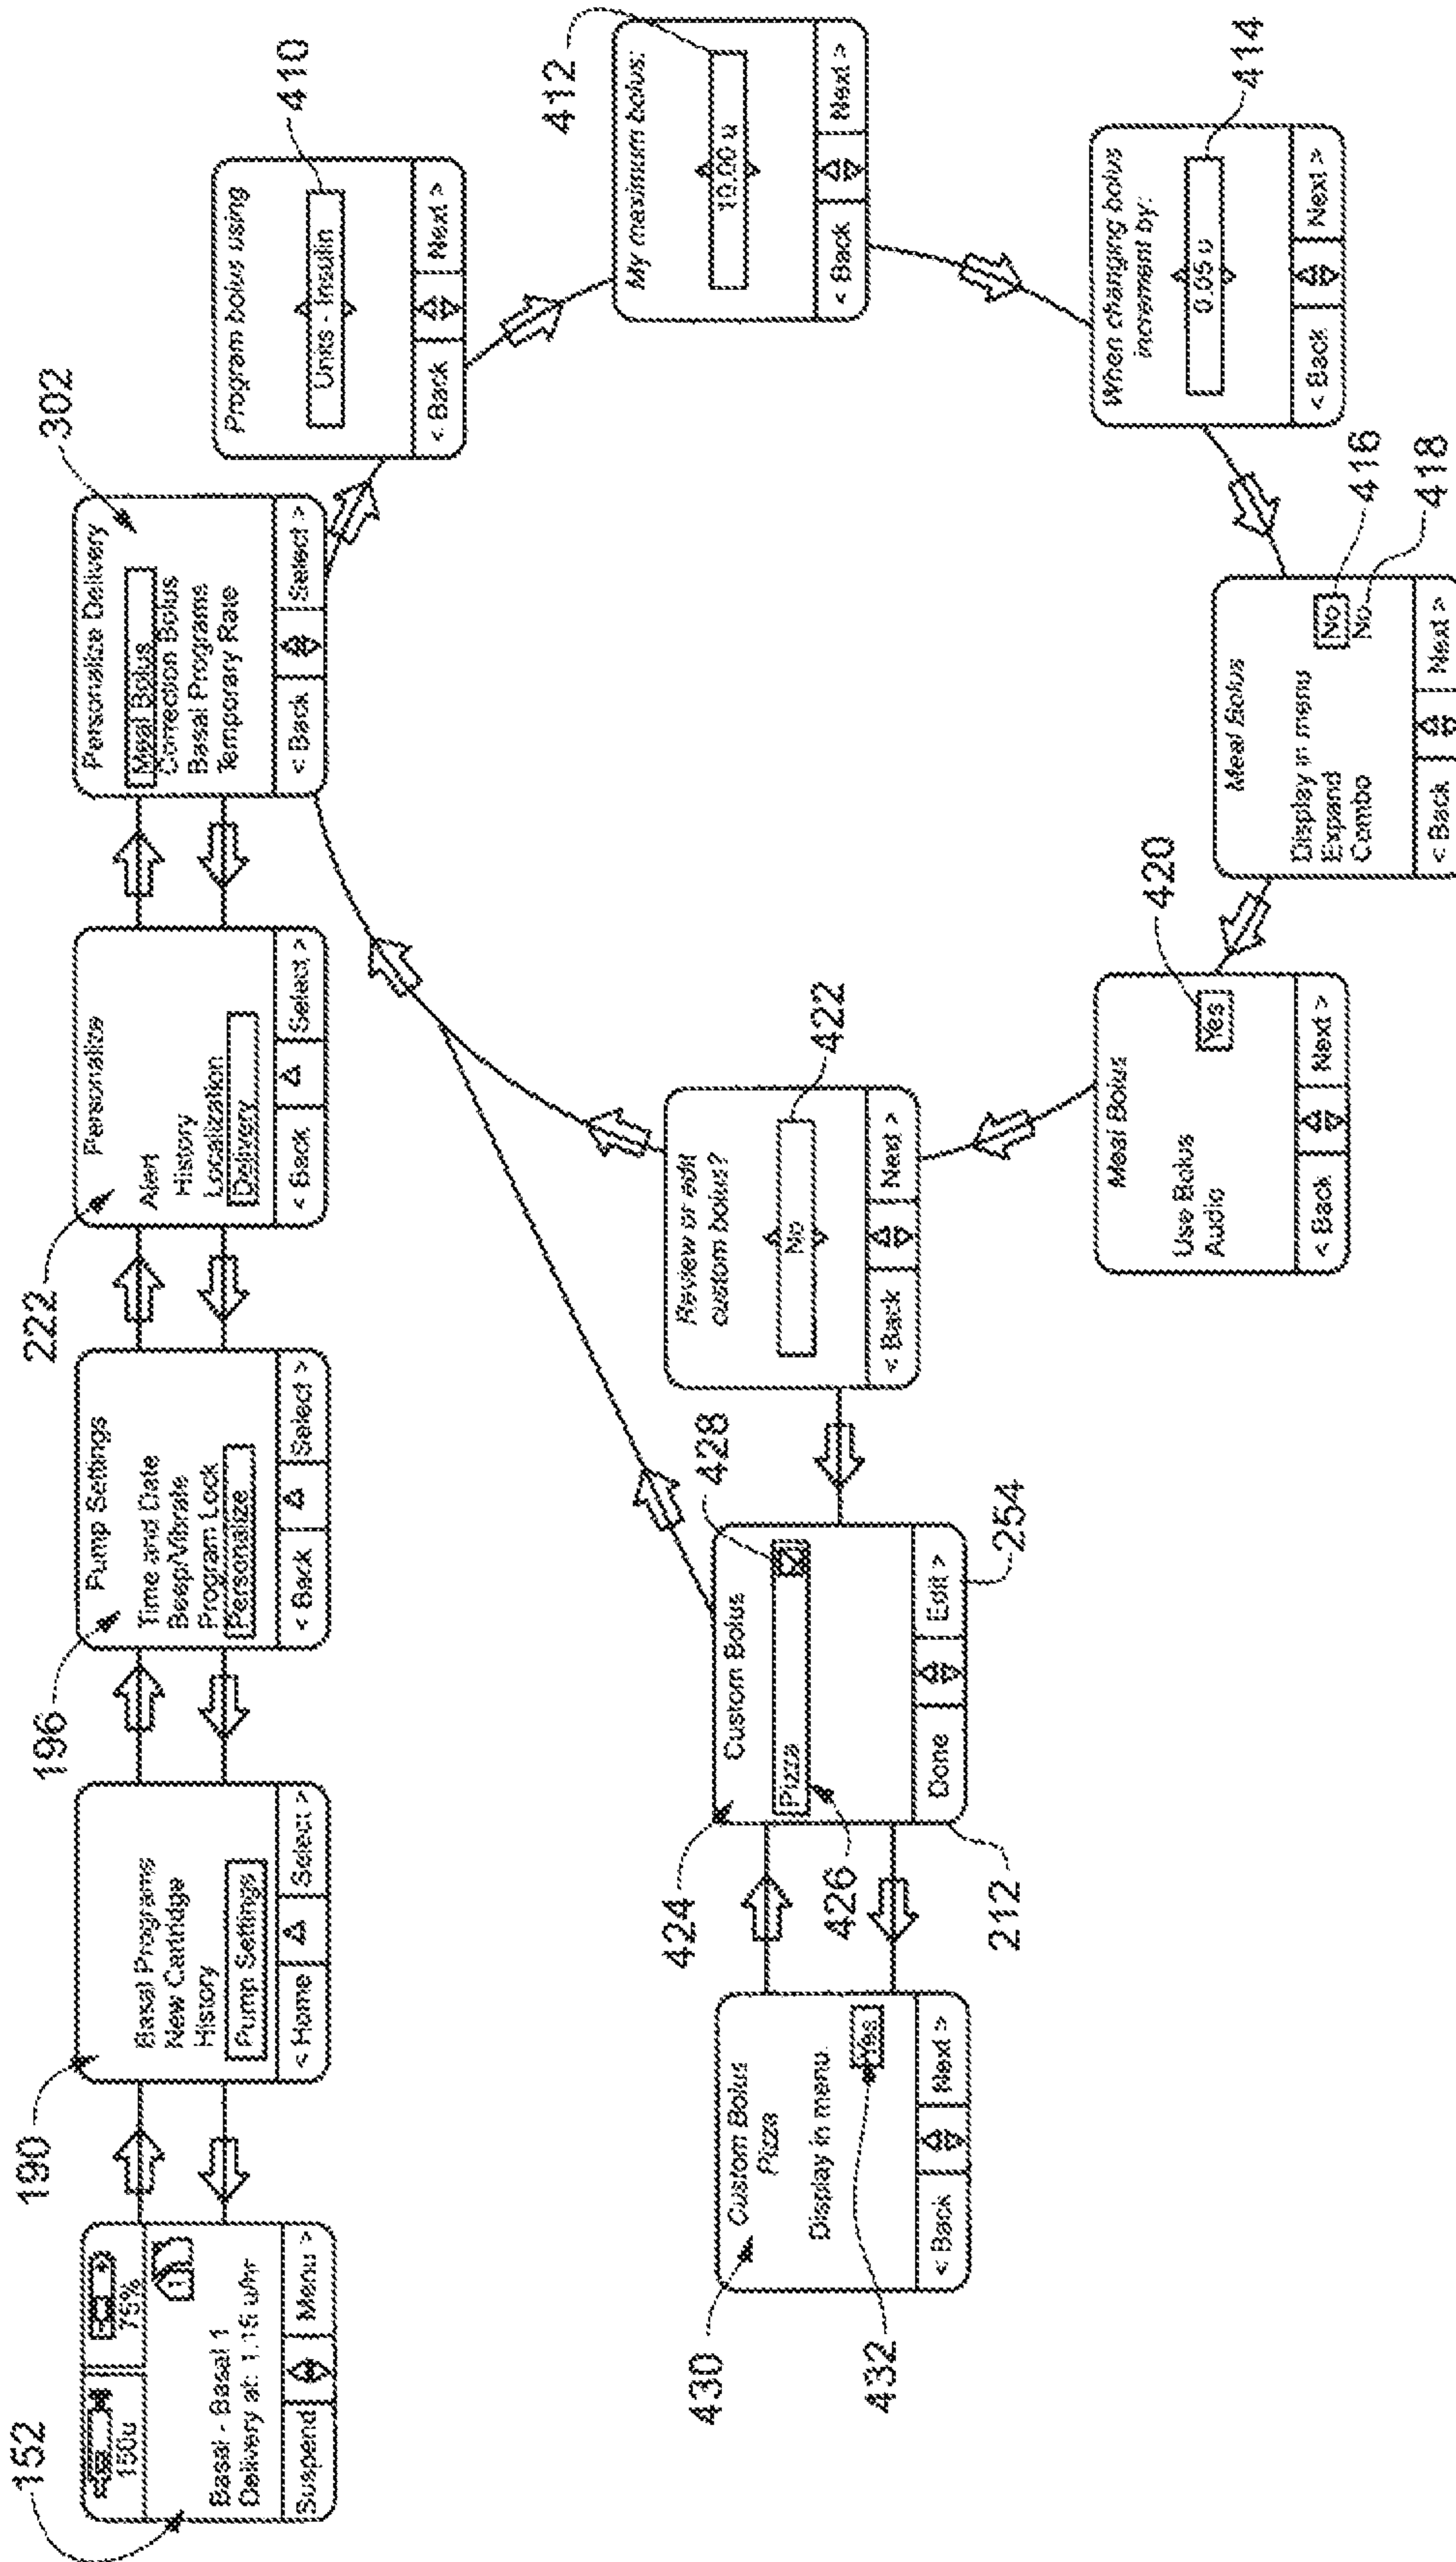 152
150u
75%
1
Basal - Basal 1
Delivery at: 1.15 u/hr
Suspend
Menu >
190
Basal Programs
New Cartridge
History
Pump Settings
< Home
Select >
196
Pump Settings
Time and Date
Beep/Vibrate
Program Lock
Personalize
< Back
Select >
222
Personalize
Alert
History
Localization
Delivery
< Back
Select >
302
Personalize Delivery
Meal Bolus
Correction Bolus
Basal Programs
Temporary Rate
< Back
Select >
410
Program bolus using
Units - Insulin
< Back
Next >
412
My maximum bolus:
10.00 u
< Back
Next >
414
When changing bolus
increment by:
0.05 u
< Back
Next >
Meal Bolus
Display in menu
Expand No
Combo No
416
418
< Back
Next >
420
Meal Bolus
Use Bolus
Audio
Yes
< Back
Next >
422
Review or edit
custom bolus?
No
< Back
Next >
424
428
Custom Bolus
Pizza
426
Done
Edit >
212
254
430
Custom Bolus
Pizza
Display in menu
Yes
432
< Back
Next >